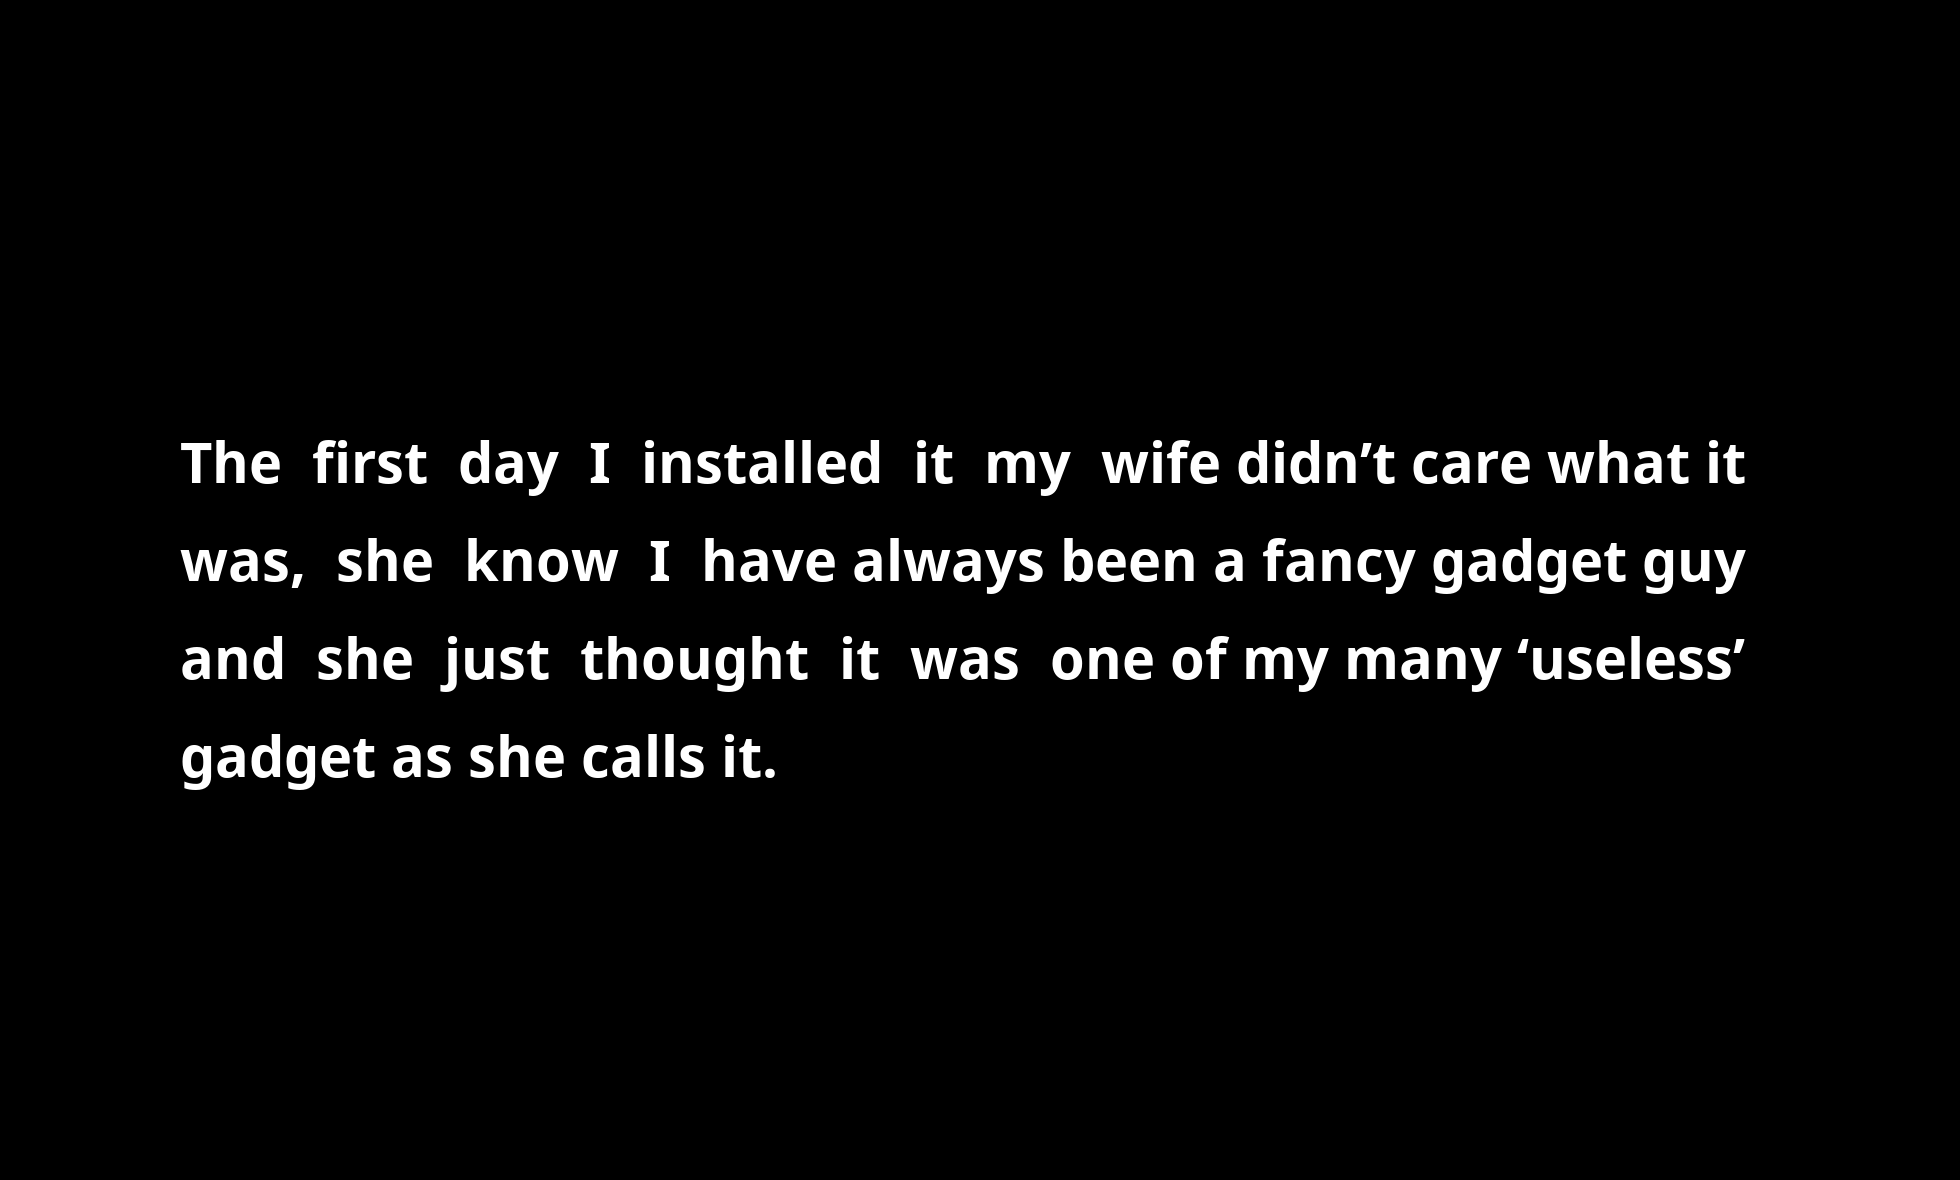 The first day I installed it my wife didn’t care what it
was, she know I have always been a fancy gadget guy
and she just thought it was one of my many ‘useless’
gadget as she calls it.